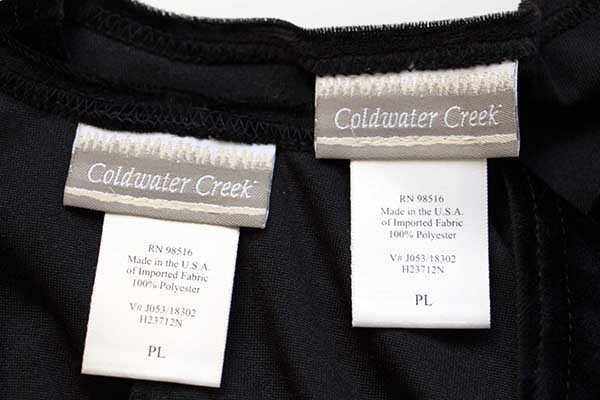 Coldwater Creek
RN 98516
Made in the U.S.A.
of Imported Fabric
100% Polyester
V# J053/18302
H23712N
PL
Coldwater Creek
RN 98516
Made in the U.S.A.
of Imported Fabric
100% Polyester
V# J053/18302
H23712N
PL